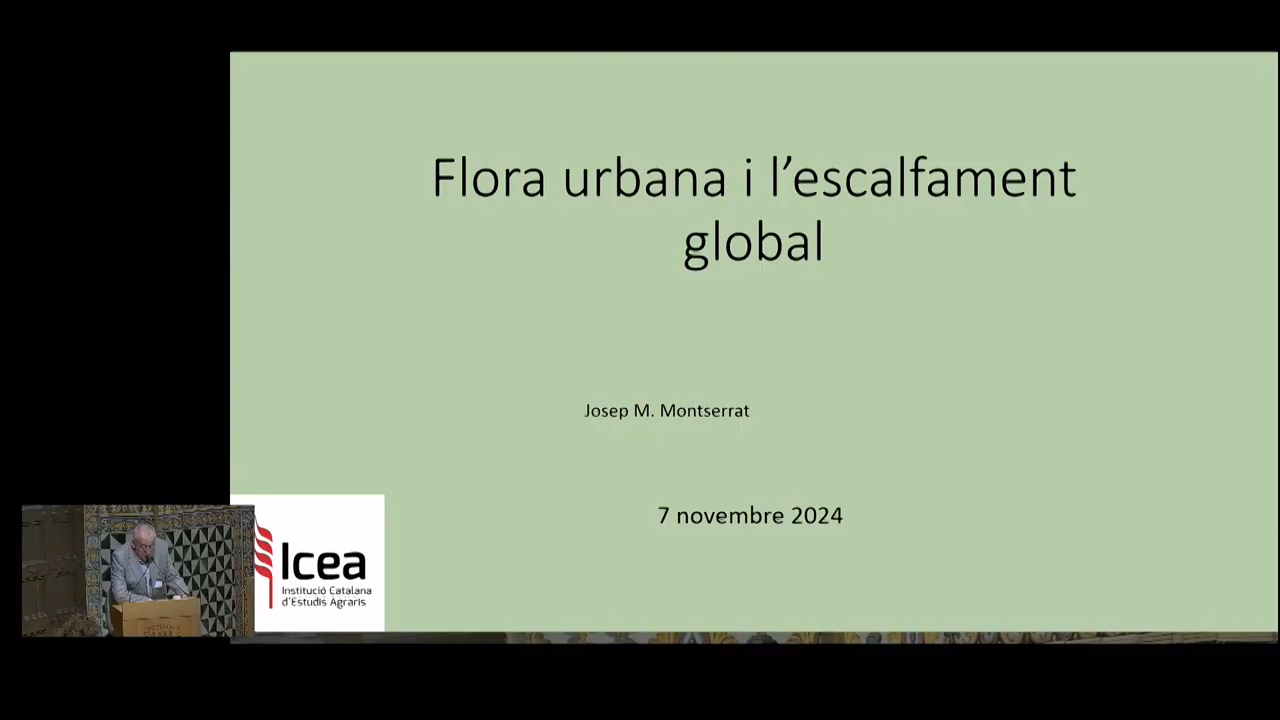 Flora urbana i l’escalfament
global
Josep M. Montserrat
7 novembre 2024
Icea
Institució Catalana
d'Estudis Agraris